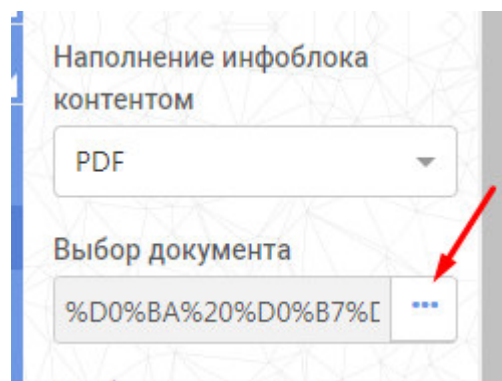 Наполнение инфоблока
контентом
PDF
Выбор документа
%D0%BA%20%D0%B7%D